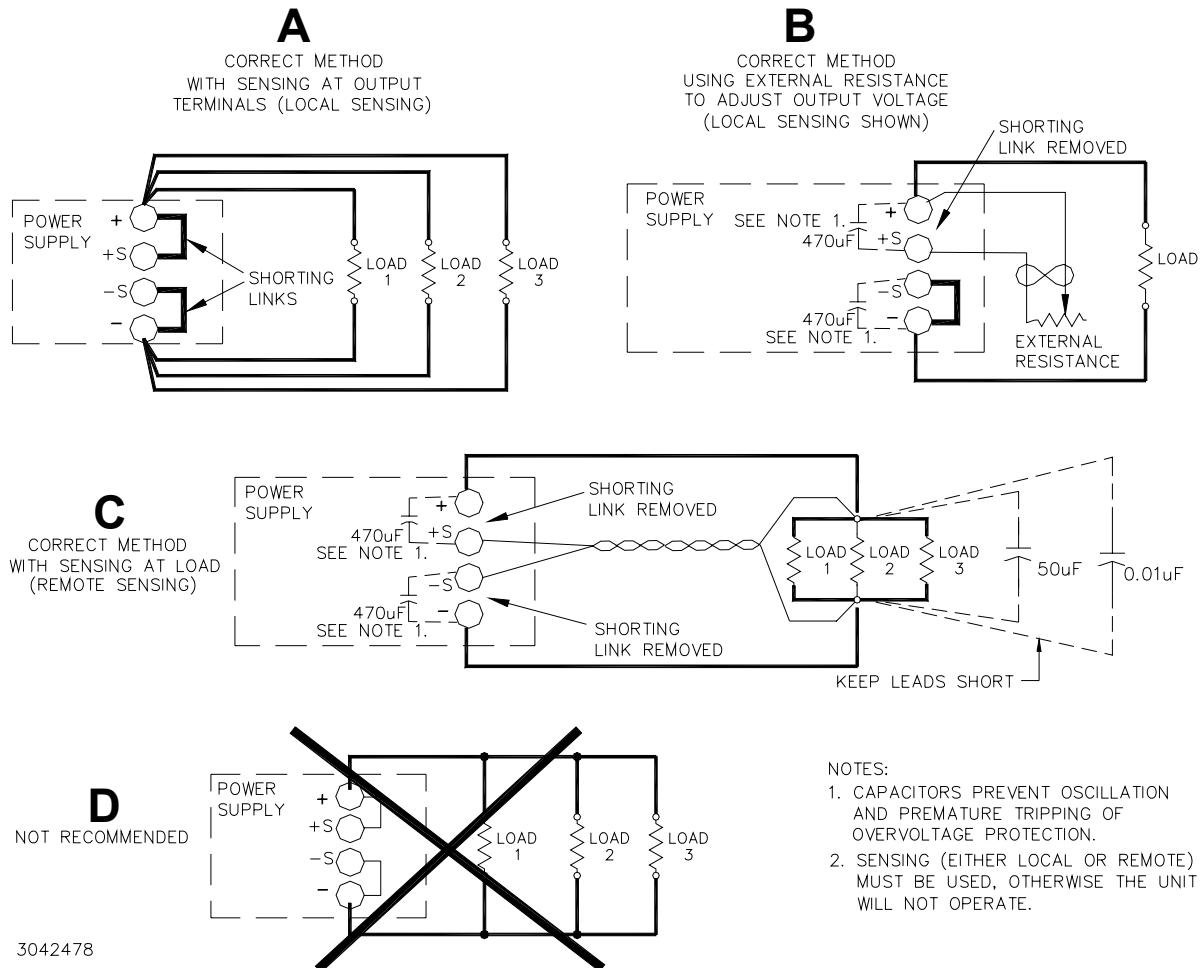 A
CORRECT METHOD
WITH SENSING AT OUTPUT
TERMINALS (LOCAL SENSING)
POWER
SUPPLY
+
+S
-S
-
SHORTING
LINKS
LOAD
1
LOAD
2
LOAD
3
B
CORRECT METHOD
USING EXTERNAL RESISTANCE
TO ADJUST OUTPUT VOLTAGE
(LOCAL SENSING SHOWN)
SHORTING
LINK REMOVED
POWER
SUPPLY
SEE NOTE 1.
470uF
+
+S
-S
-
470uF
SEE NOTE 1.
EXTERNAL
RESISTANCE
LOAD
C
CORRECT METHOD
WITH SENSING AT LOAD
(REMOTE SENSING)
POWER
SUPPLY
+
+S
470uF
SEE NOTE 1.
-S
-
470uF
SEE NOTE 1.
SHORTING
LINK REMOVED
SHORTING
LINK REMOVED
LOAD
1
LOAD
2
LOAD
3
50uF
0.01uF
KEEP LEADS SHORT
D
NOT RECOMMENDED
POWER
SUPPLY
+
+S
-S
-
LOAD
1
LOAD
2
LOAD
3
NOTES:
1. CAPACITORS PREVENT OSCILLATION
AND PREMATURE TRIPPING OF
OVERVOLTAGE PROTECTION.
2. SENSING (EITHER LOCAL OR REMOTE)
MUST BE USED, OTHERWISE THE UNIT
WILL NOT OPERATE.
3042478